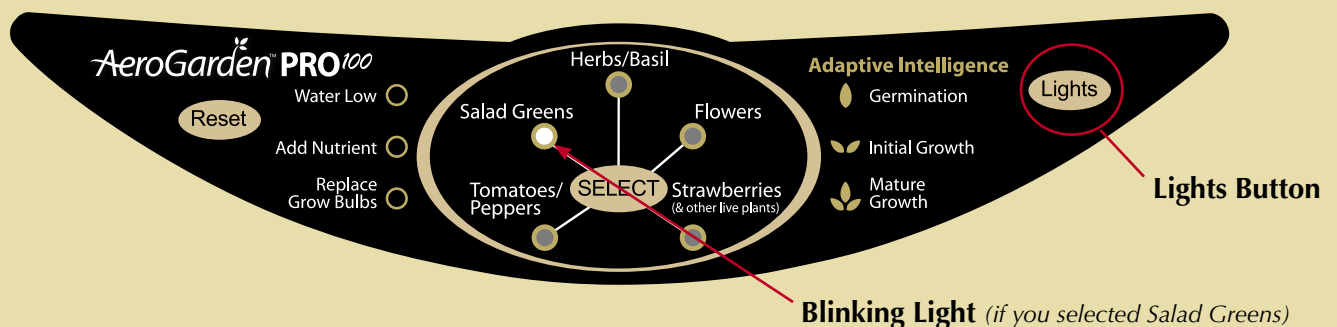 AeroGarden™ PRO100
Reset
Water Low
Add Nutrient
Replace
Grow Bulbs
Herbs/Basil
Salad Greens
Flowers
SELECT
Tomatoes/
Peppers
Strawberries
(& other live plants)
Adaptive Intelligence
Germination
Initial Growth
Mature
Growth
Lights
Lights Button
Blinking Light (if you selected Salad Greens)